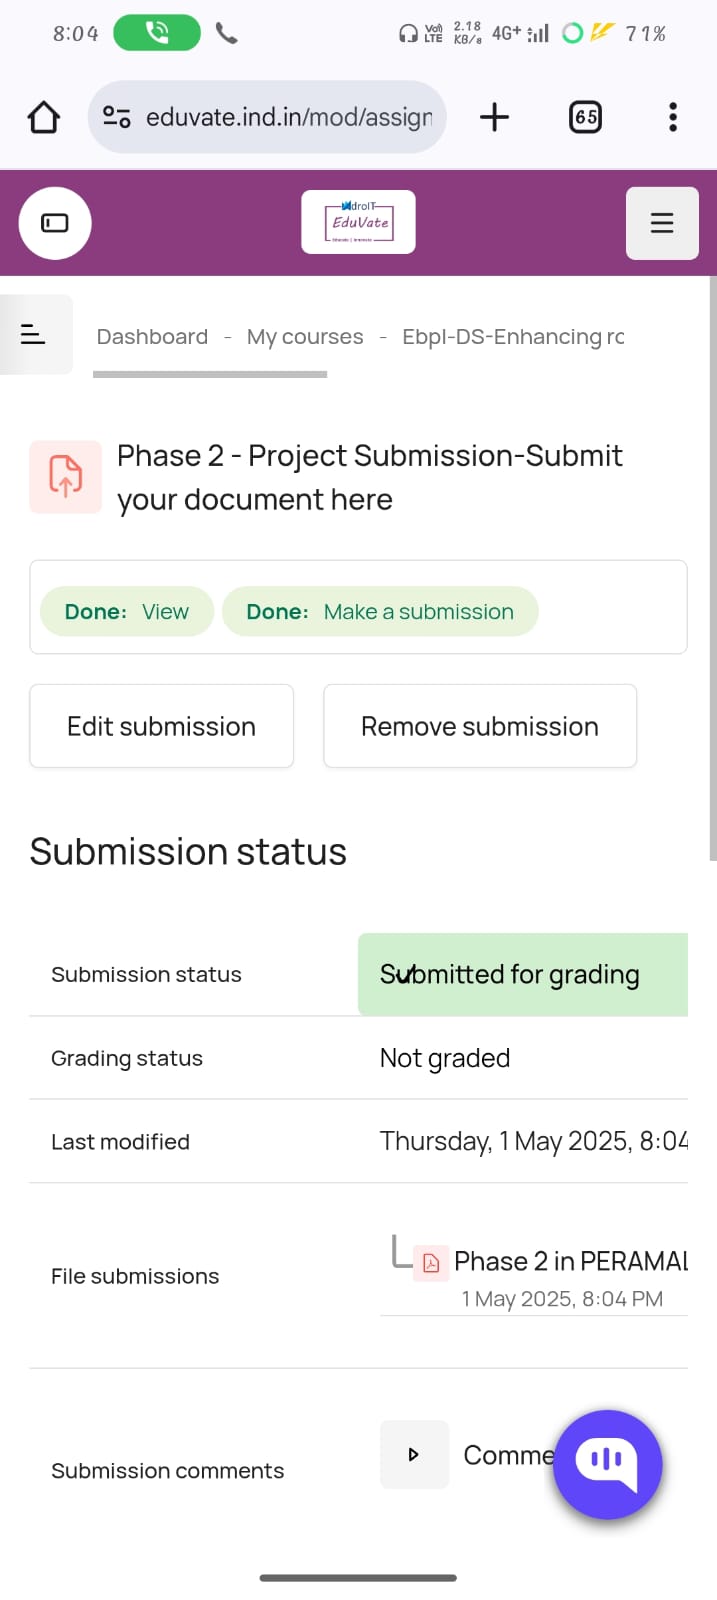 8:04
Vo) LTE
2.18 KB/s
4G+
71%
eduvate.ind.in/mod/assign
65
droIT
EduVate
Dashboard - My courses - Ebpl-DS-Enhancing ro
Phase 2 - Project Submission-Submit
your document here
Done: View Done: Make a submission
Edit submission Remove submission
Submission status
Submission status Submitted for grading
Grading status Not graded
Last modified Thursday, 1 May 2025, 8:04
File submissions Phase 2 in PERAMAL
1 May 2025, 8:04 PM
Submission comments Comme